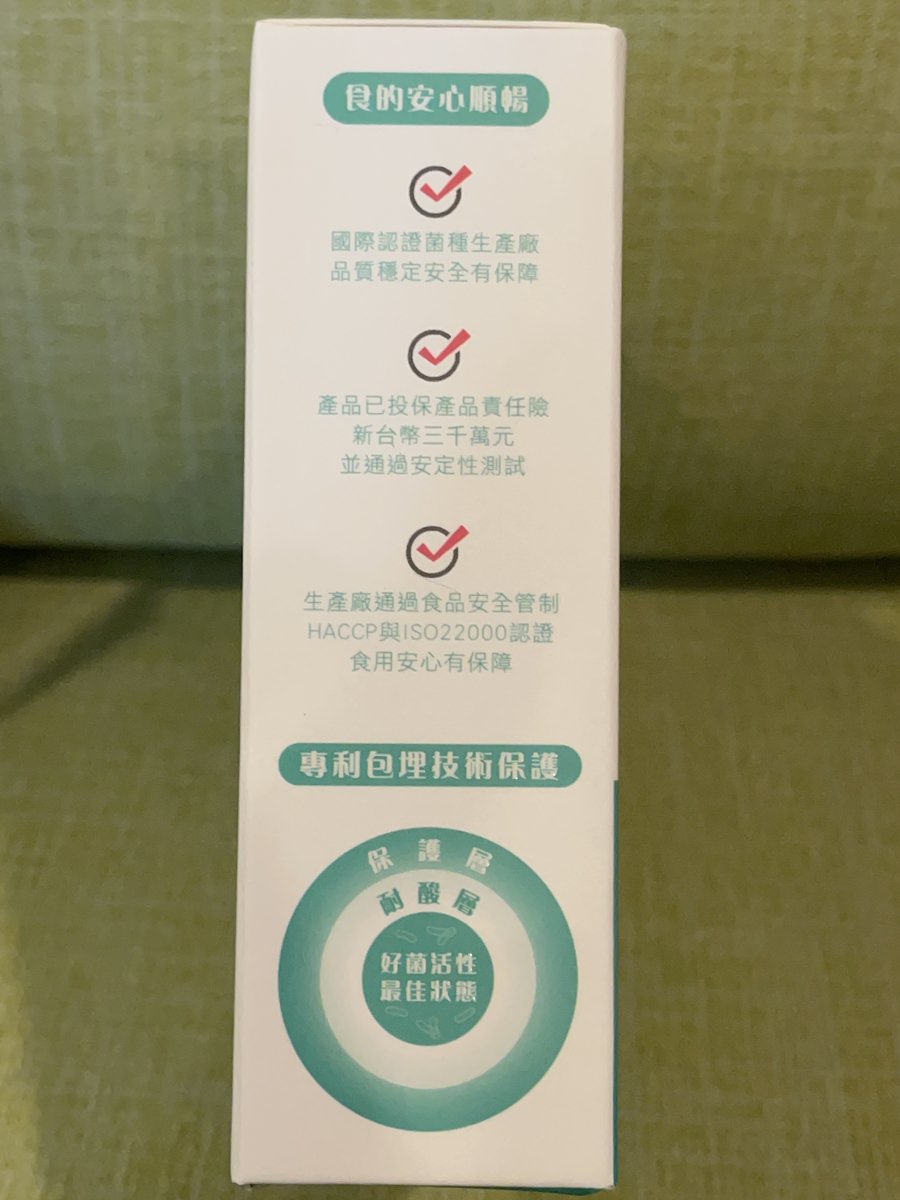 食的安心順暢
國際認證菌種生產廠
品質穩定安全有保障
產品已投保產品責任險
新台幣三千萬元
並通過安定性測試
生產廠通過食品安全管制
HACCP與ISO22000認證
食用安心有保障
專利包埋技術保護
保護層
耐酸層
好菌活性
最佳狀態